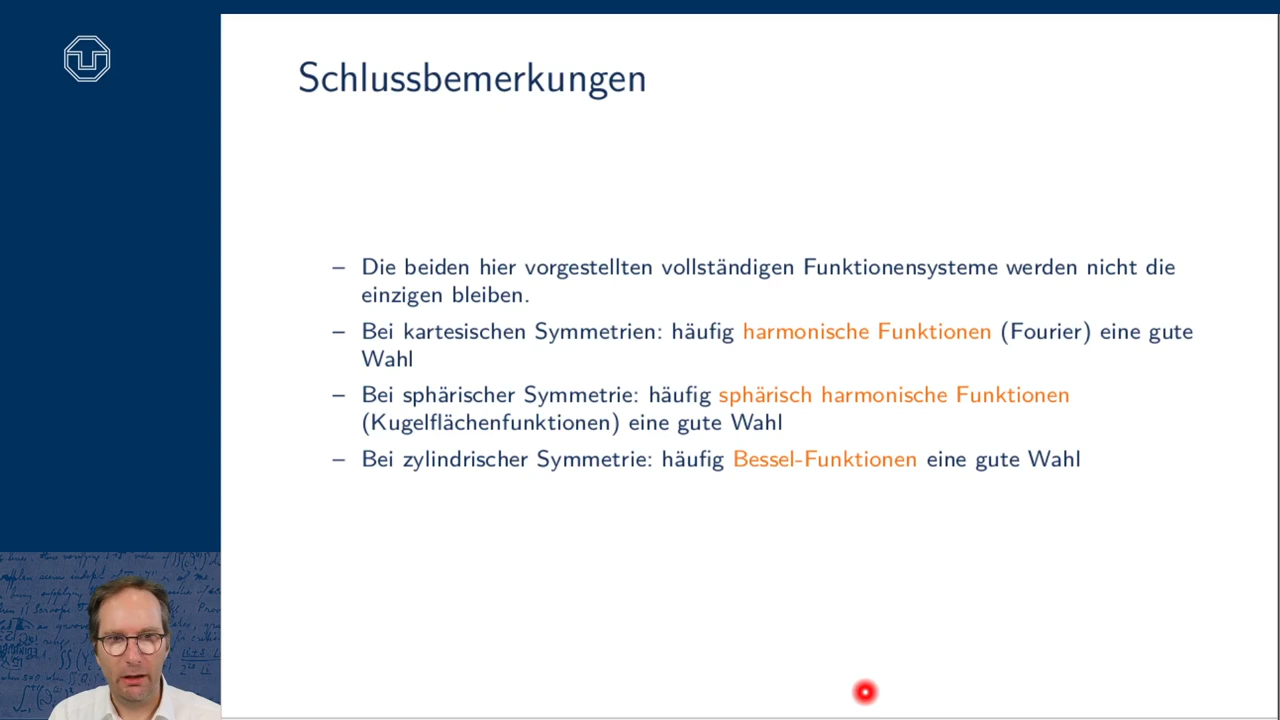 Schlussbemerkungen
– Die beiden hier vorgestellten vollständigen Funktionensysteme werden nicht die
einzigen bleiben.
– Bei kartesischen Symmetrien: häufig harmonische Funktionen (Fourier) eine gute
Wahl
– Bei sphärischer Symmetrie: häufig sphärisch harmonische Funktionen
(Kugelflächenfunktionen) eine gute Wahl
– Bei zylindrischer Symmetrie: häufig Bessel-Funktionen eine gute Wahl